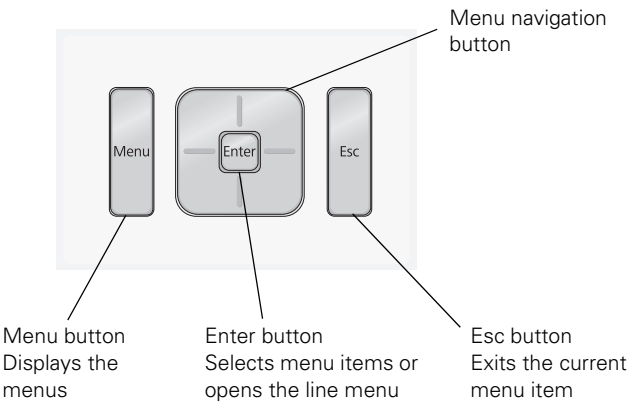 Menu navigation
button
Menu
Enter
Esc
Menu button
Displays the
menus
Enter button
Selects menu items or
opens the line menu
Esc button
Exits the current
menu item